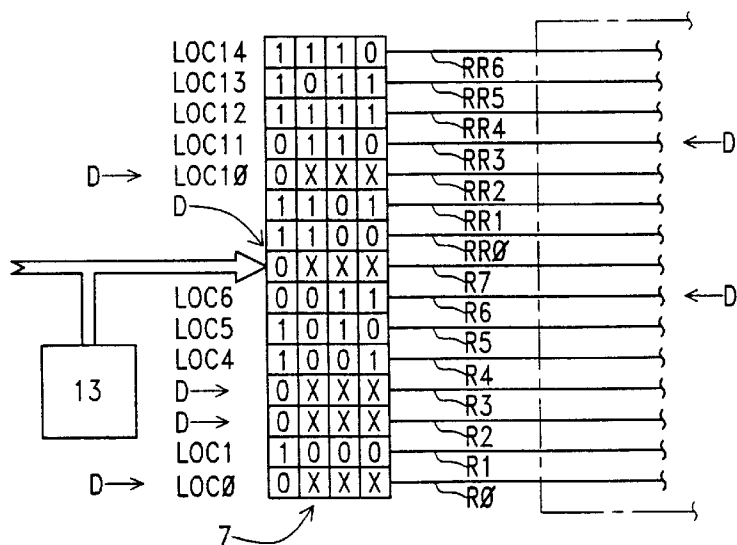 LOC14 1 1 1 0 RR6
LOC13 1 0 1 1 RR5
LOC12 1 1 1 1 RR4
LOC11 0 1 1 0 RR3 ← D
D → LOC1Ø 0 X X X RR2
D 1 1 0 1 RR1
1 1 0 0 RRØ
0 X X X R7
LOC6 0 0 1 1 R6 ← D
LOC5 1 0 1 0 R5
LOC4 1 0 0 1 R4
13
D → 0 X X X R3
D → 0 X X X R2
LOC1 1 0 0 0 R1
D → LOCØ 0 X X X RØ
7